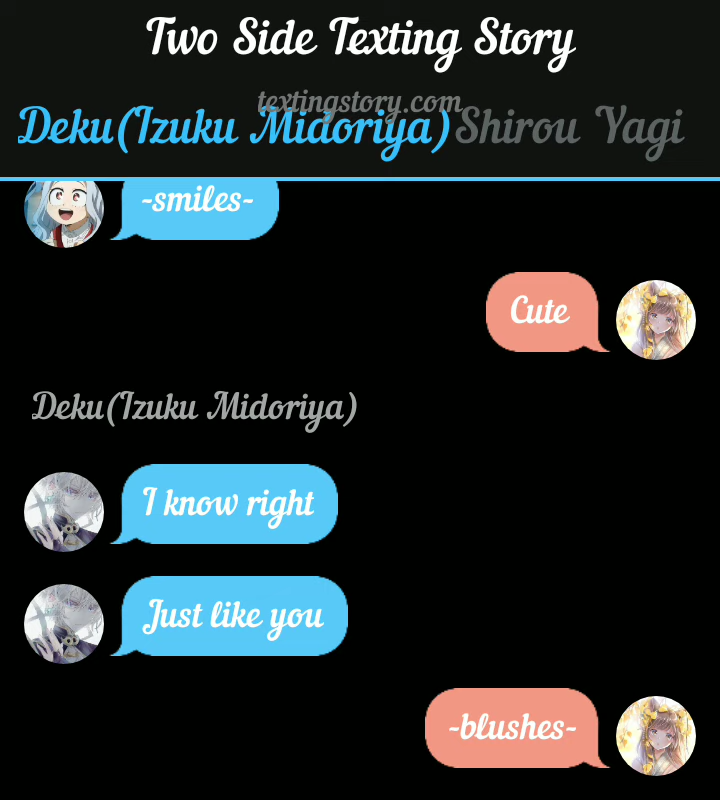 Two Side Texting Story
textingstory.com
Deku(Izuku Midoriya) Shirou Yagi
-smiles-
Cute
Deku(Izuku Midoriya)
I know right
Just like you
-blushes-